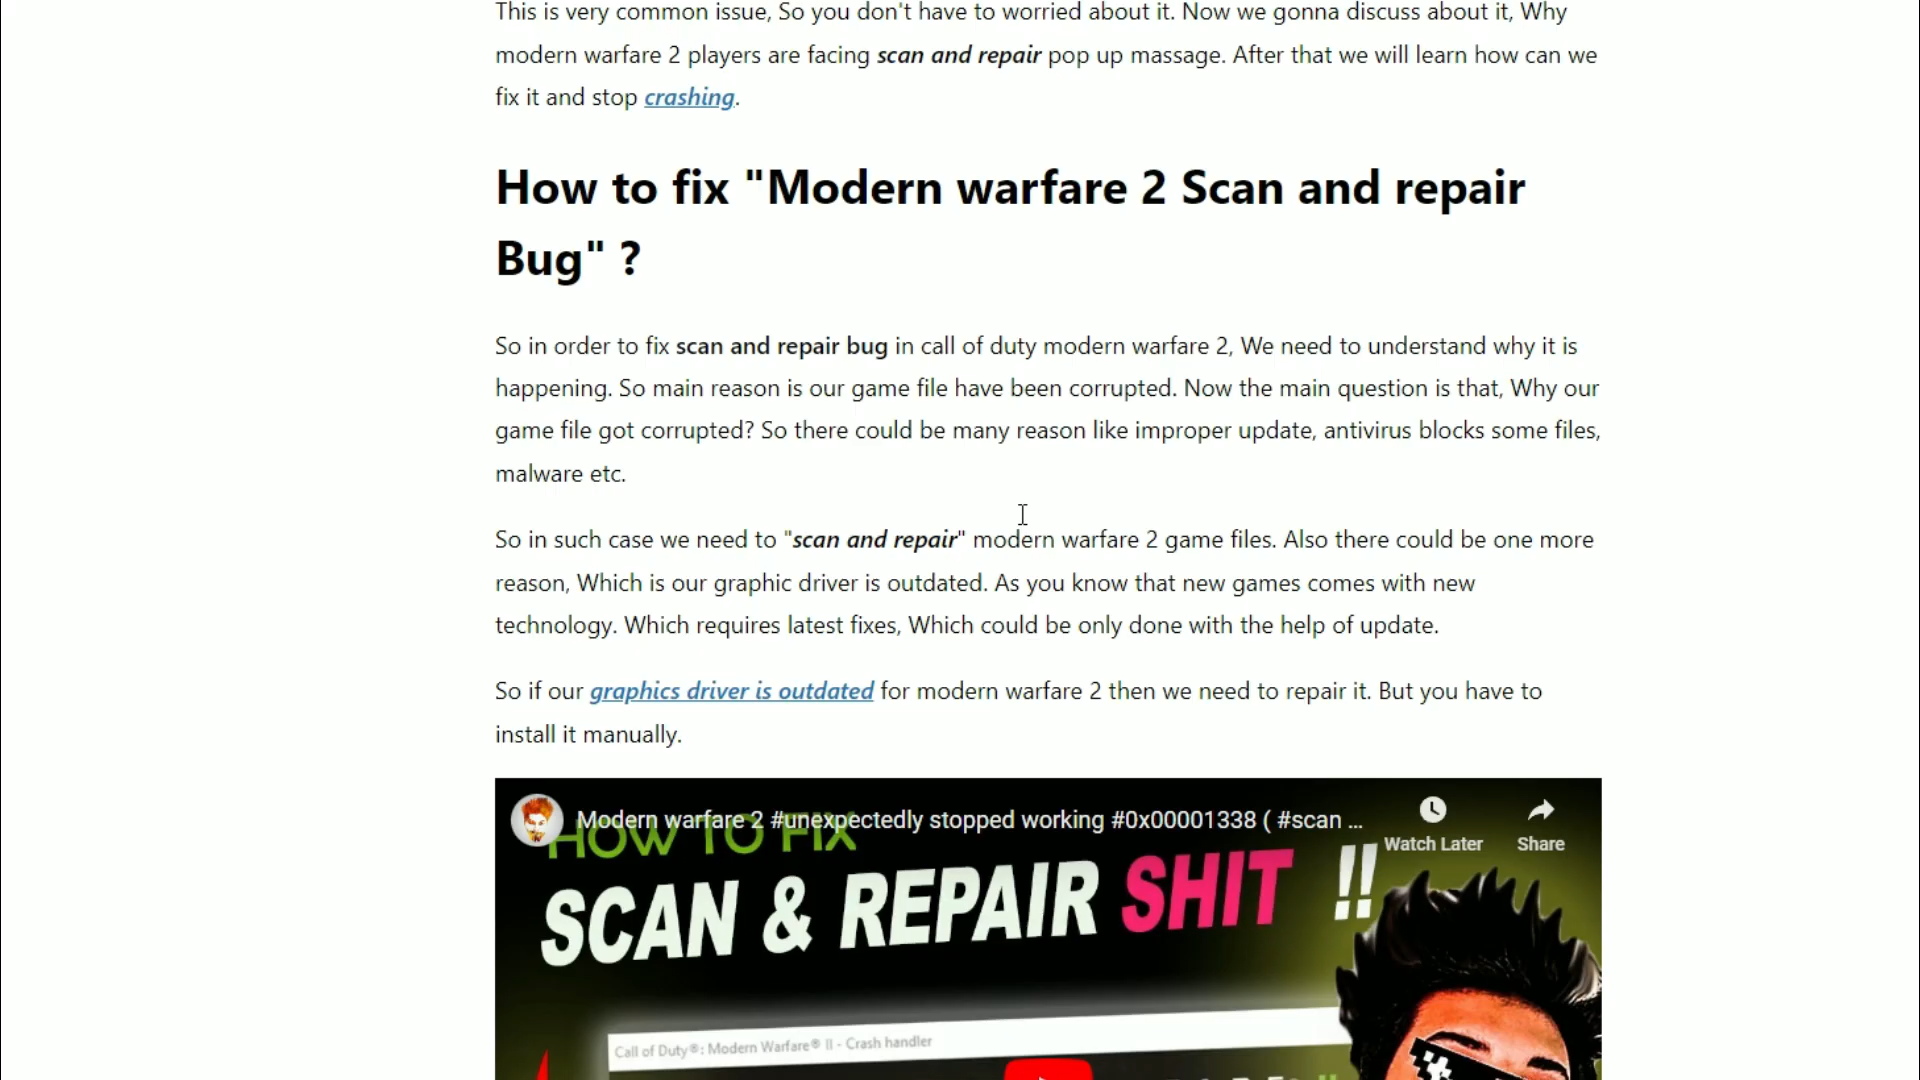 This is very common issue, So you don't have to worried about it. Now we gonna discuss about it, Why
modern warfare 2 players are facing scan and repair pop up massage. After that we will learn how can we
fix it and stop crashing.
How to fix "Modern warfare 2 Scan and repair
Bug" ?
So in order to fix scan and repair bug in call of duty modern warfare 2, We need to understand why it is
happening. So main reason is our game file have been corrupted. Now the main question is that, Why our
game file got corrupted? So there could be many reason like improper update, antivirus blocks some files,
malware etc.
So in such case we need to "scan and repair" modern warfare 2 game files. Also there could be one more
reason, Which is our graphic driver is outdated. As you know that new games comes with new
technology. Which requires latest fixes, Which could be only done with the help of update.
So if our graphics driver is outdated for modern warfare 2 then we need to repair it. But you have to
install it manually.
Modern warfare 2 #unexpectedly stopped working #0x00001338 ( #scan ...
Watch Later
Share
HOW TO FIX
SCAN & REPAIR SHIT !!
Call of Duty®: Modern Warfare® II - Crash handler